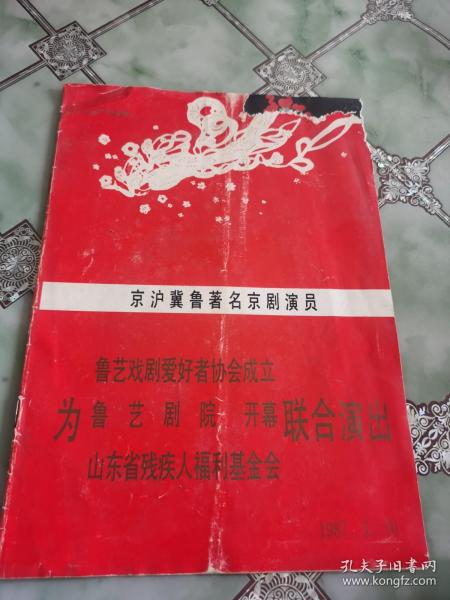 京沪冀鲁著名京剧演员
鲁艺戏剧爱好者协会成立
为 鲁艺剧院 开幕 联合演出
山东省残疾人福利基金会
孔夫子旧书网
www.kongfz.com